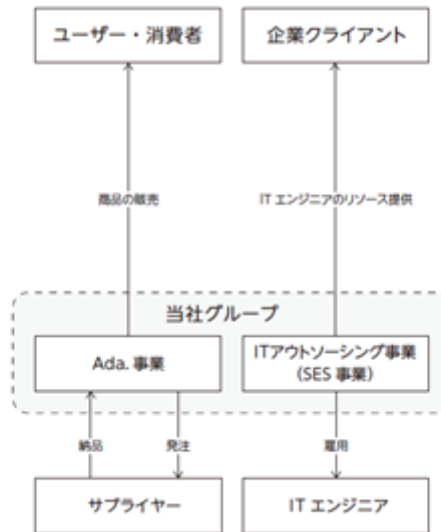 ユーザー・消費者
企業クライアント
商品の販売
ITエンジニアのリソース提供
当社グループ
Ada. 事業
ITアウトソーシング事業
(SES 事業)
納品
発注
雇用
サプライヤー
IT エンジニア